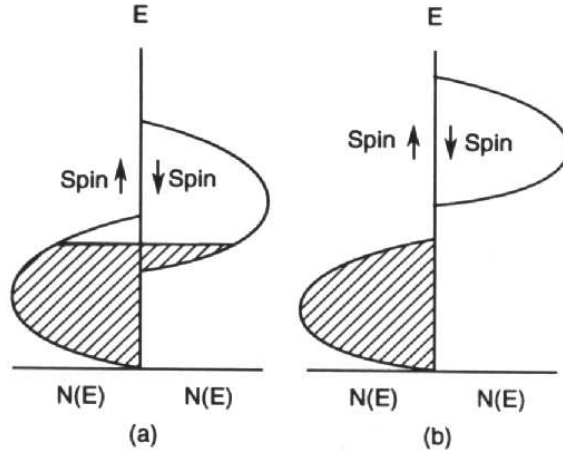 E
Spin ↑ ↓ Spin
N(E) N(E)
(a)
E
Spin ↑ ↓ Spin
N(E) N(E)
(b)